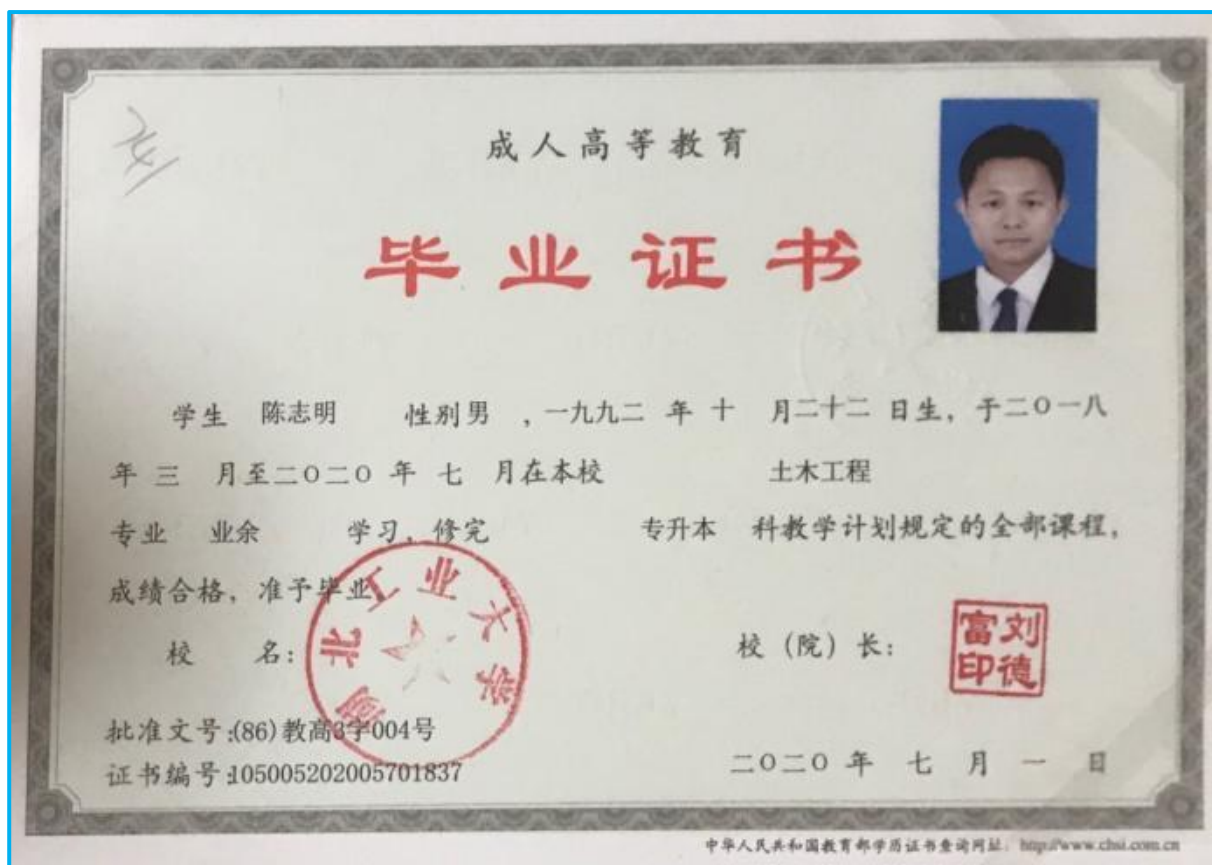 成人高等教育
毕业证书
学生 陈志明 性别 男 ，一九九二 年 十 月二十二 日生，于二〇一八
年 三 月至二〇二〇 年 七 月在本校 土木工程
专业 业余 学习，修完 专升本 科教学计划规定的全部课程，
成绩合格，准予毕业。
校 名： 湖北工业大学
校（院）长： 刘德富印
批准文号:(86)教高3字004号
证书编号:105005202005701837
二〇二〇 年 七 月 一 日
中华人民共和国教育部学历证书查询网址：http://www.chsi.com.cn